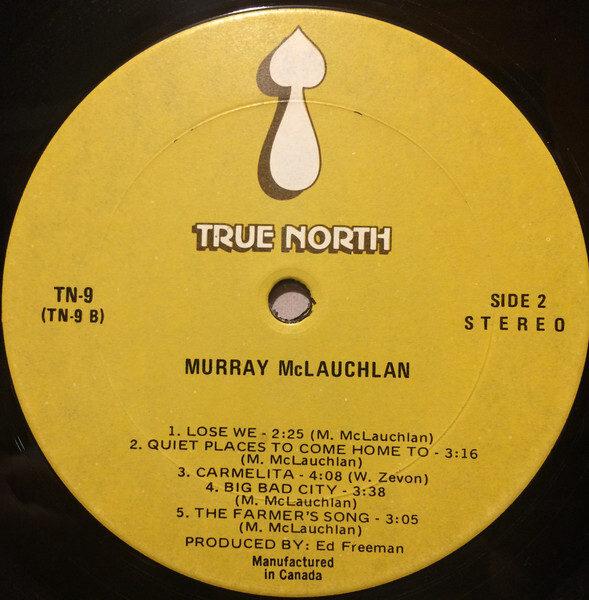 TRUE NORTH
TN-9
(TN-9 B)
SIDE 2
STEREO
MURRAY McLAUCHLAN
1. LOSE WE - 2:25 (M. McLauchlan)
2. QUIET PLACES TO COME HOME TO - 3:16
(M. McLauchlan)
3. CARMELITA - 4:08 (W. Zevon)
4. BIG BAD CITY - 3:38
(M. McLauchlan)
5. THE FARMER'S SONG - 3:05
(M. McLauchlan)
PRODUCED BY: Ed Freeman
Manufactured
in Canada